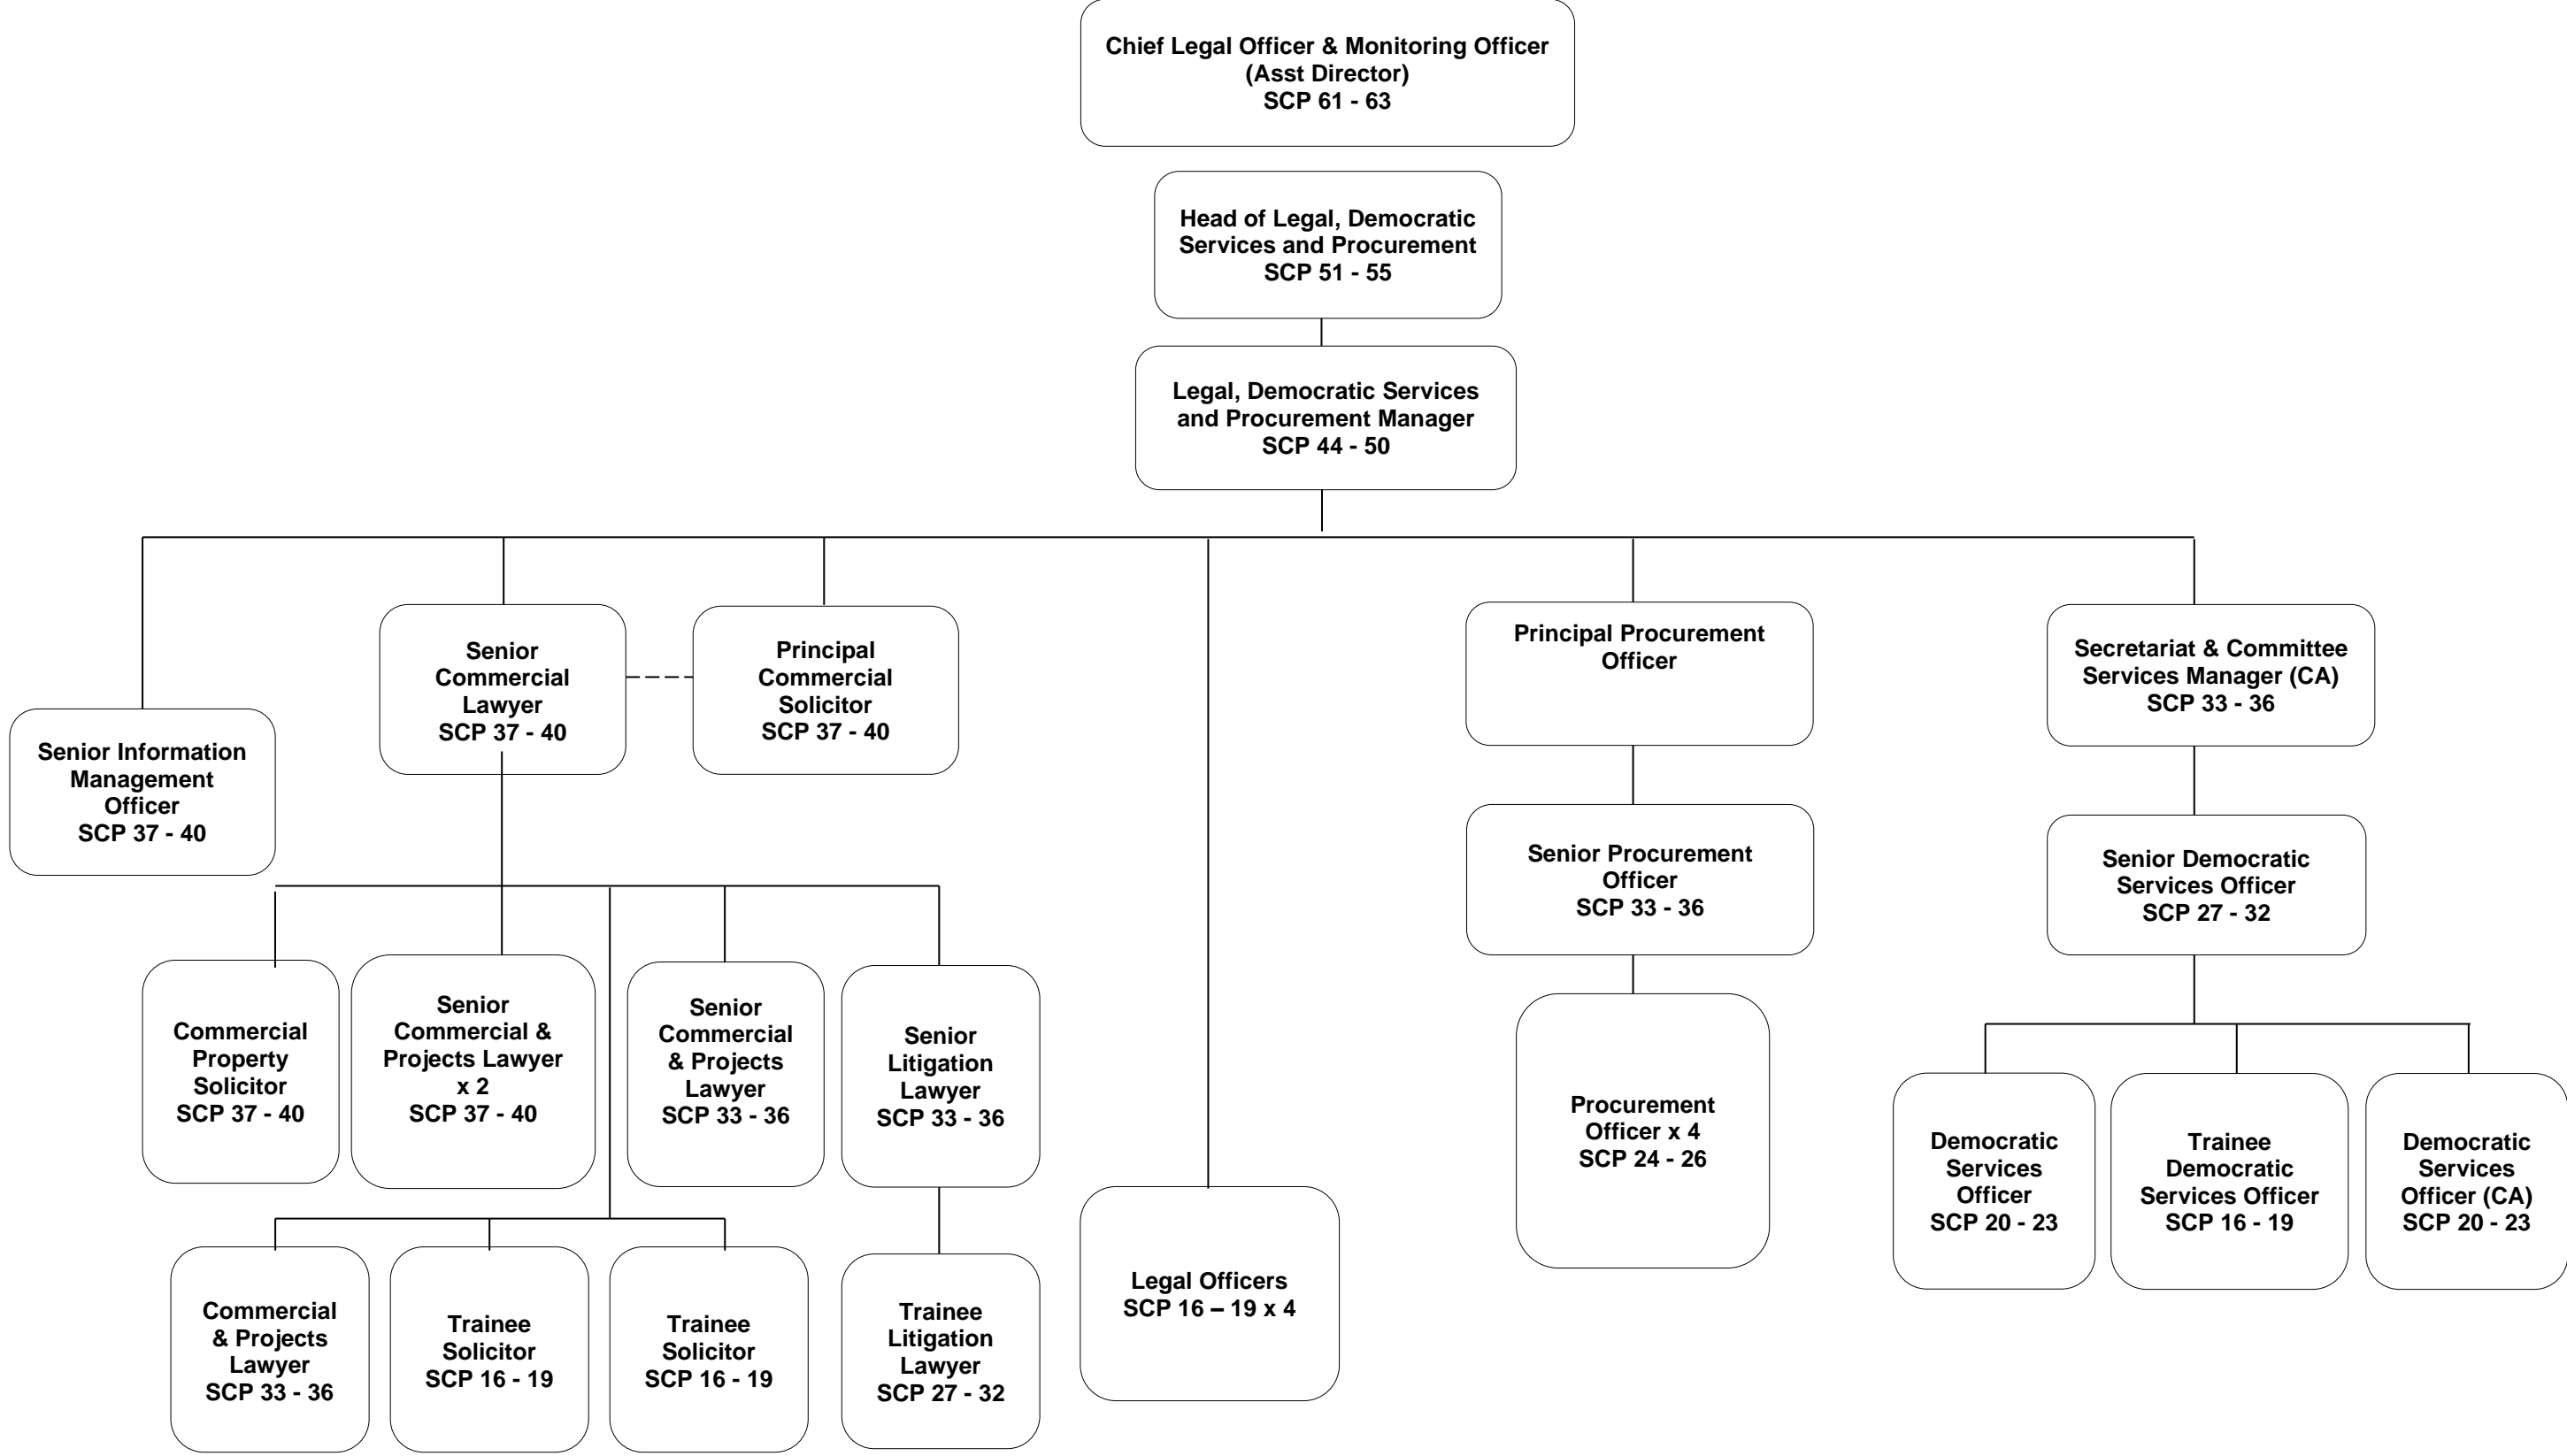 Chief Legal Officer & Monitoring Officer
(Asst Director)
SCP 61 - 63
Head of Legal, Democratic
Services and Procurement
SCP 51 - 55
Legal, Democratic Services
and Procurement Manager
SCP 44 - 50
Senior Information
Management
Officer
SCP 37 - 40
Senior
Commercial
Lawyer
SCP 37 - 40
Principal
Commercial
Solicitor
SCP 37 - 40
Principal Procurement
Officer
Secretariat & Committee
Services Manager (CA)
SCP 33 - 36
Senior Procurement
Officer
SCP 33 - 36
Senior Democratic
Services Officer
SCP 27 - 32
Commercial
Property
Solicitor
SCP 37 - 40
Senior
Commercial &
Projects Lawyer
x 2
SCP 37 - 40
Senior
Commercial
& Projects
Lawyer
SCP 33 - 36
Senior
Litigation
Lawyer
SCP 33 - 36
Procurement
Officer x 4
SCP 24 - 26
Democratic
Services
Officer
SCP 20 - 23
Trainee
Democratic
Services Officer
SCP 16 - 19
Democratic
Services
Officer (CA)
SCP 20 - 23
Commercial
& Projects
Lawyer
SCP 33 - 36
Trainee
Solicitor
SCP 16 - 19
Trainee
Solicitor
SCP 16 - 19
Trainee
Litigation
Lawyer
SCP 27 - 32
Legal Officers
SCP 16 – 19 x 4